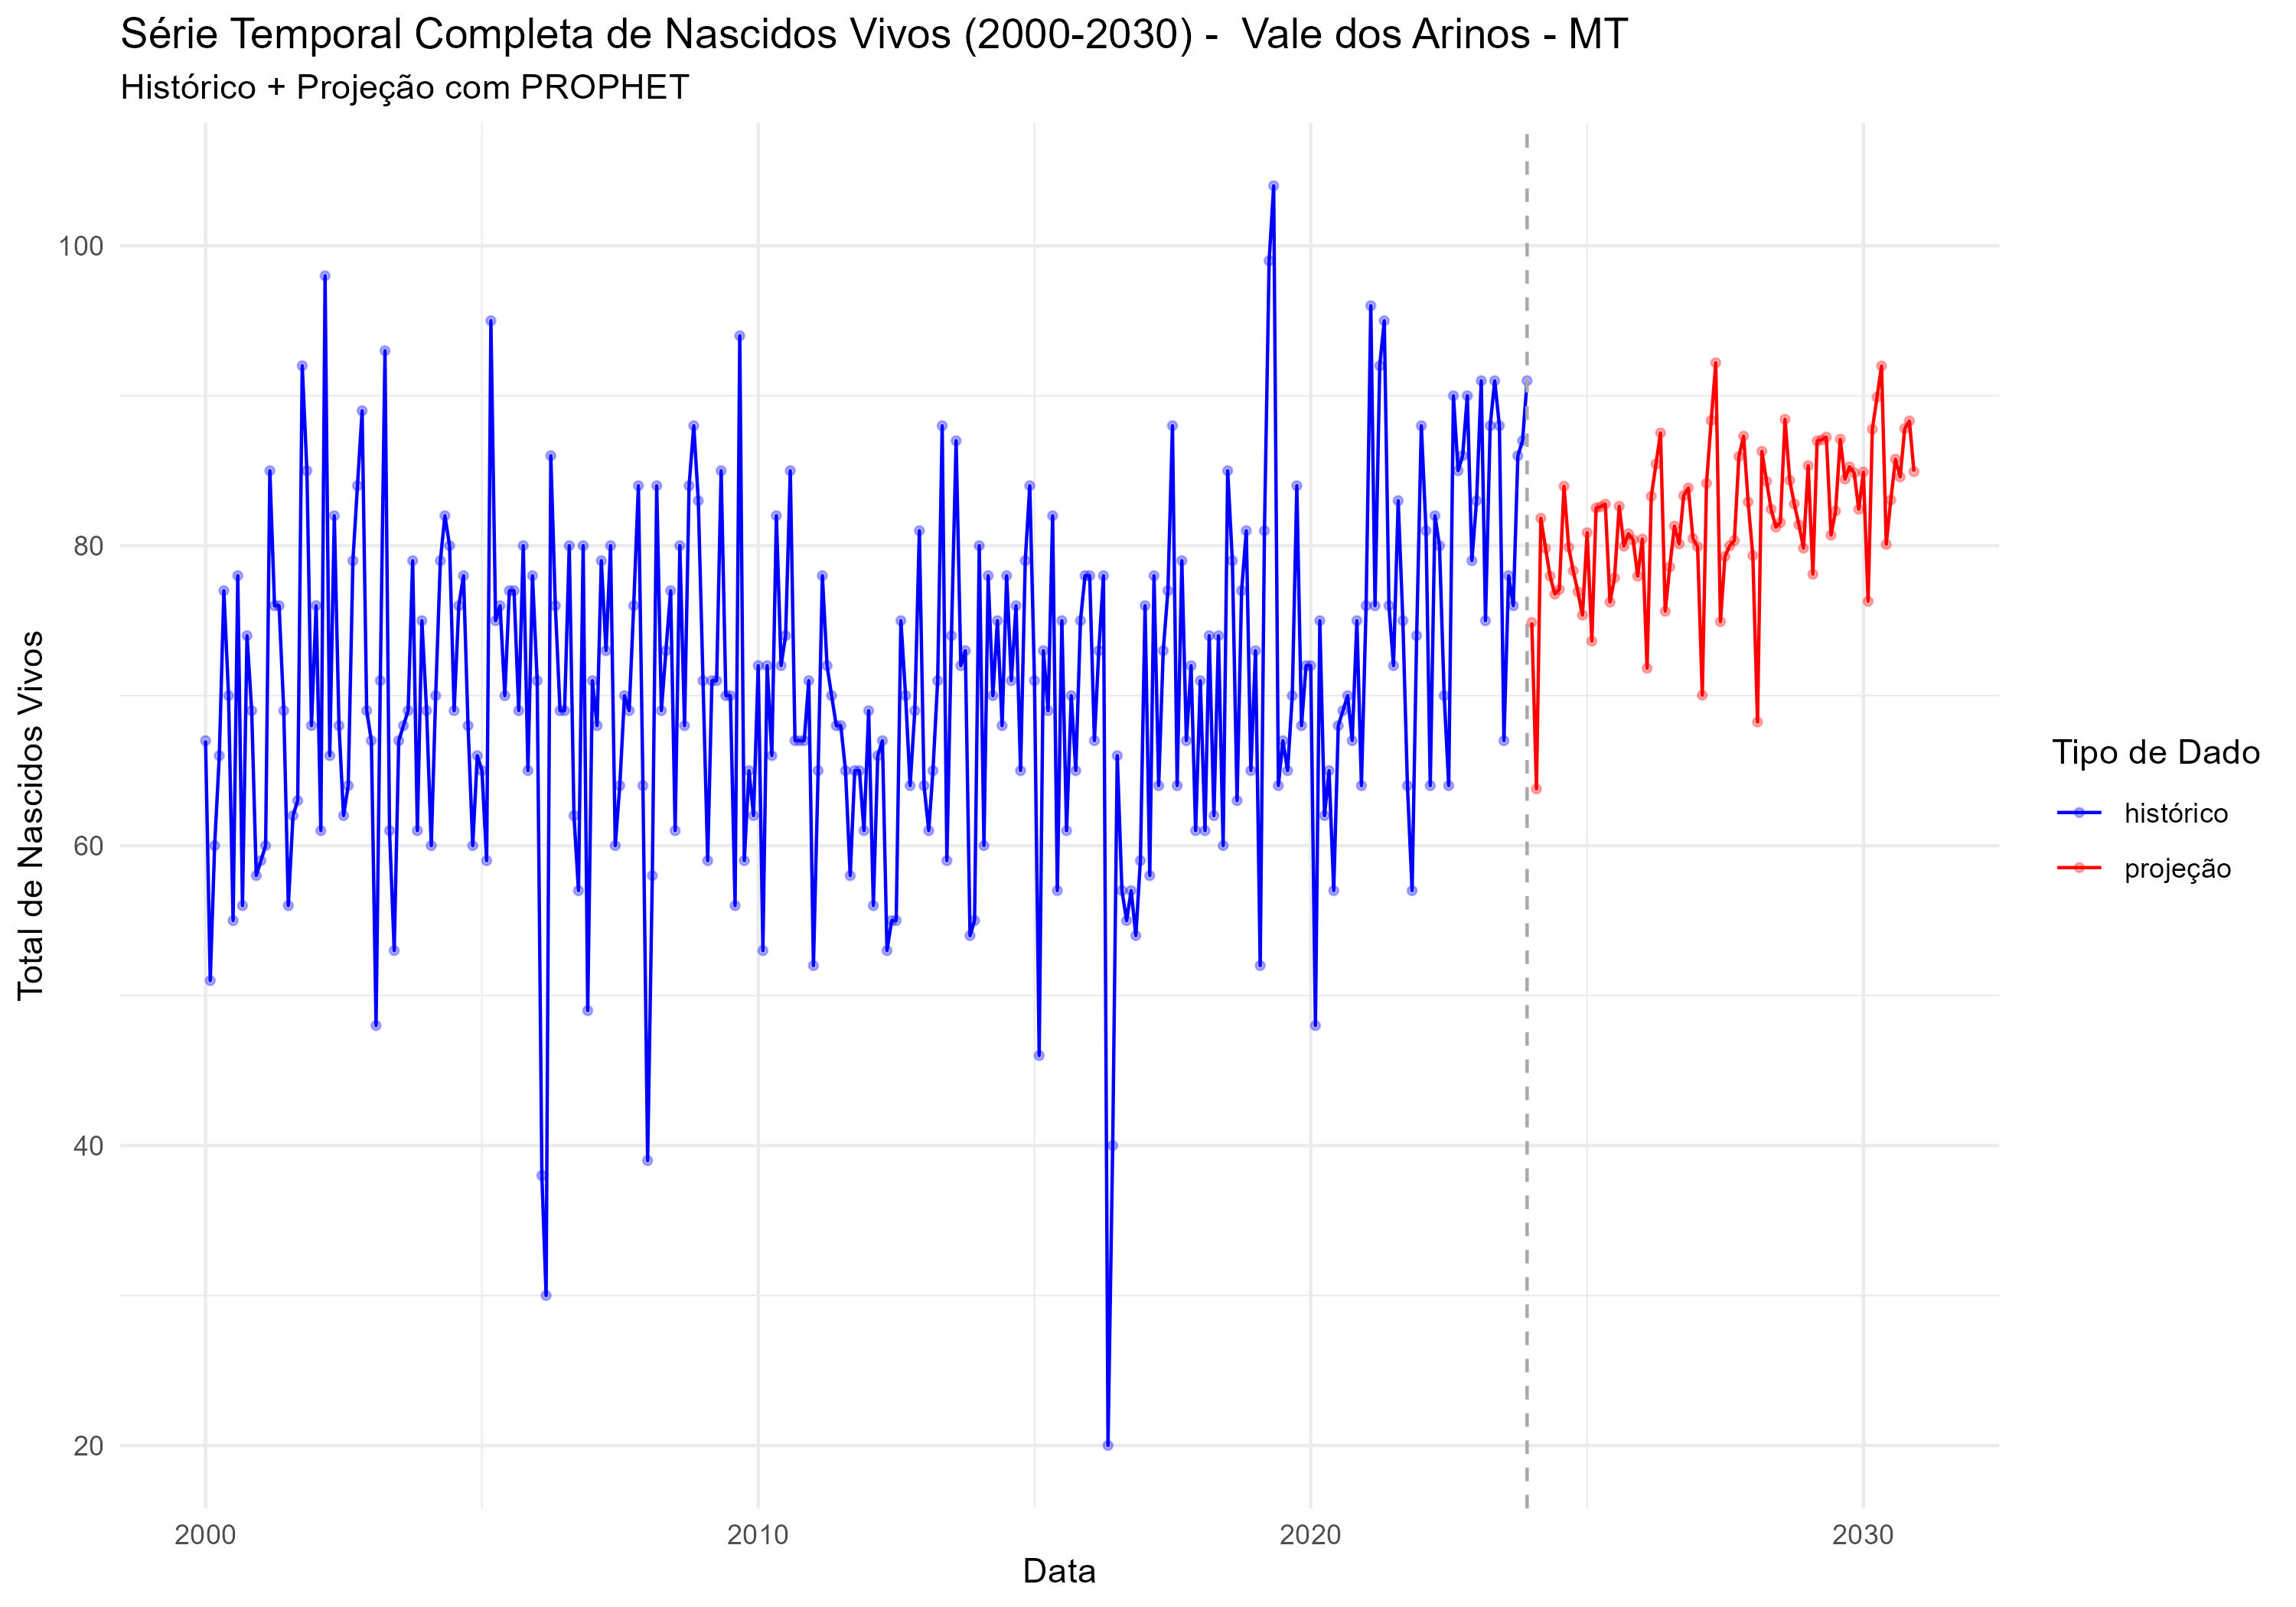 Série Temporal Completa de Nascidos Vivos (2000-2030) -  Vale dos Arinos - MT
Histórico + Projeção com PROPHET
Total de Nascidos Vivos
100
80
60
40
20
2000
2010
2020
2030
Data
Tipo de Dado
histórico
projeção